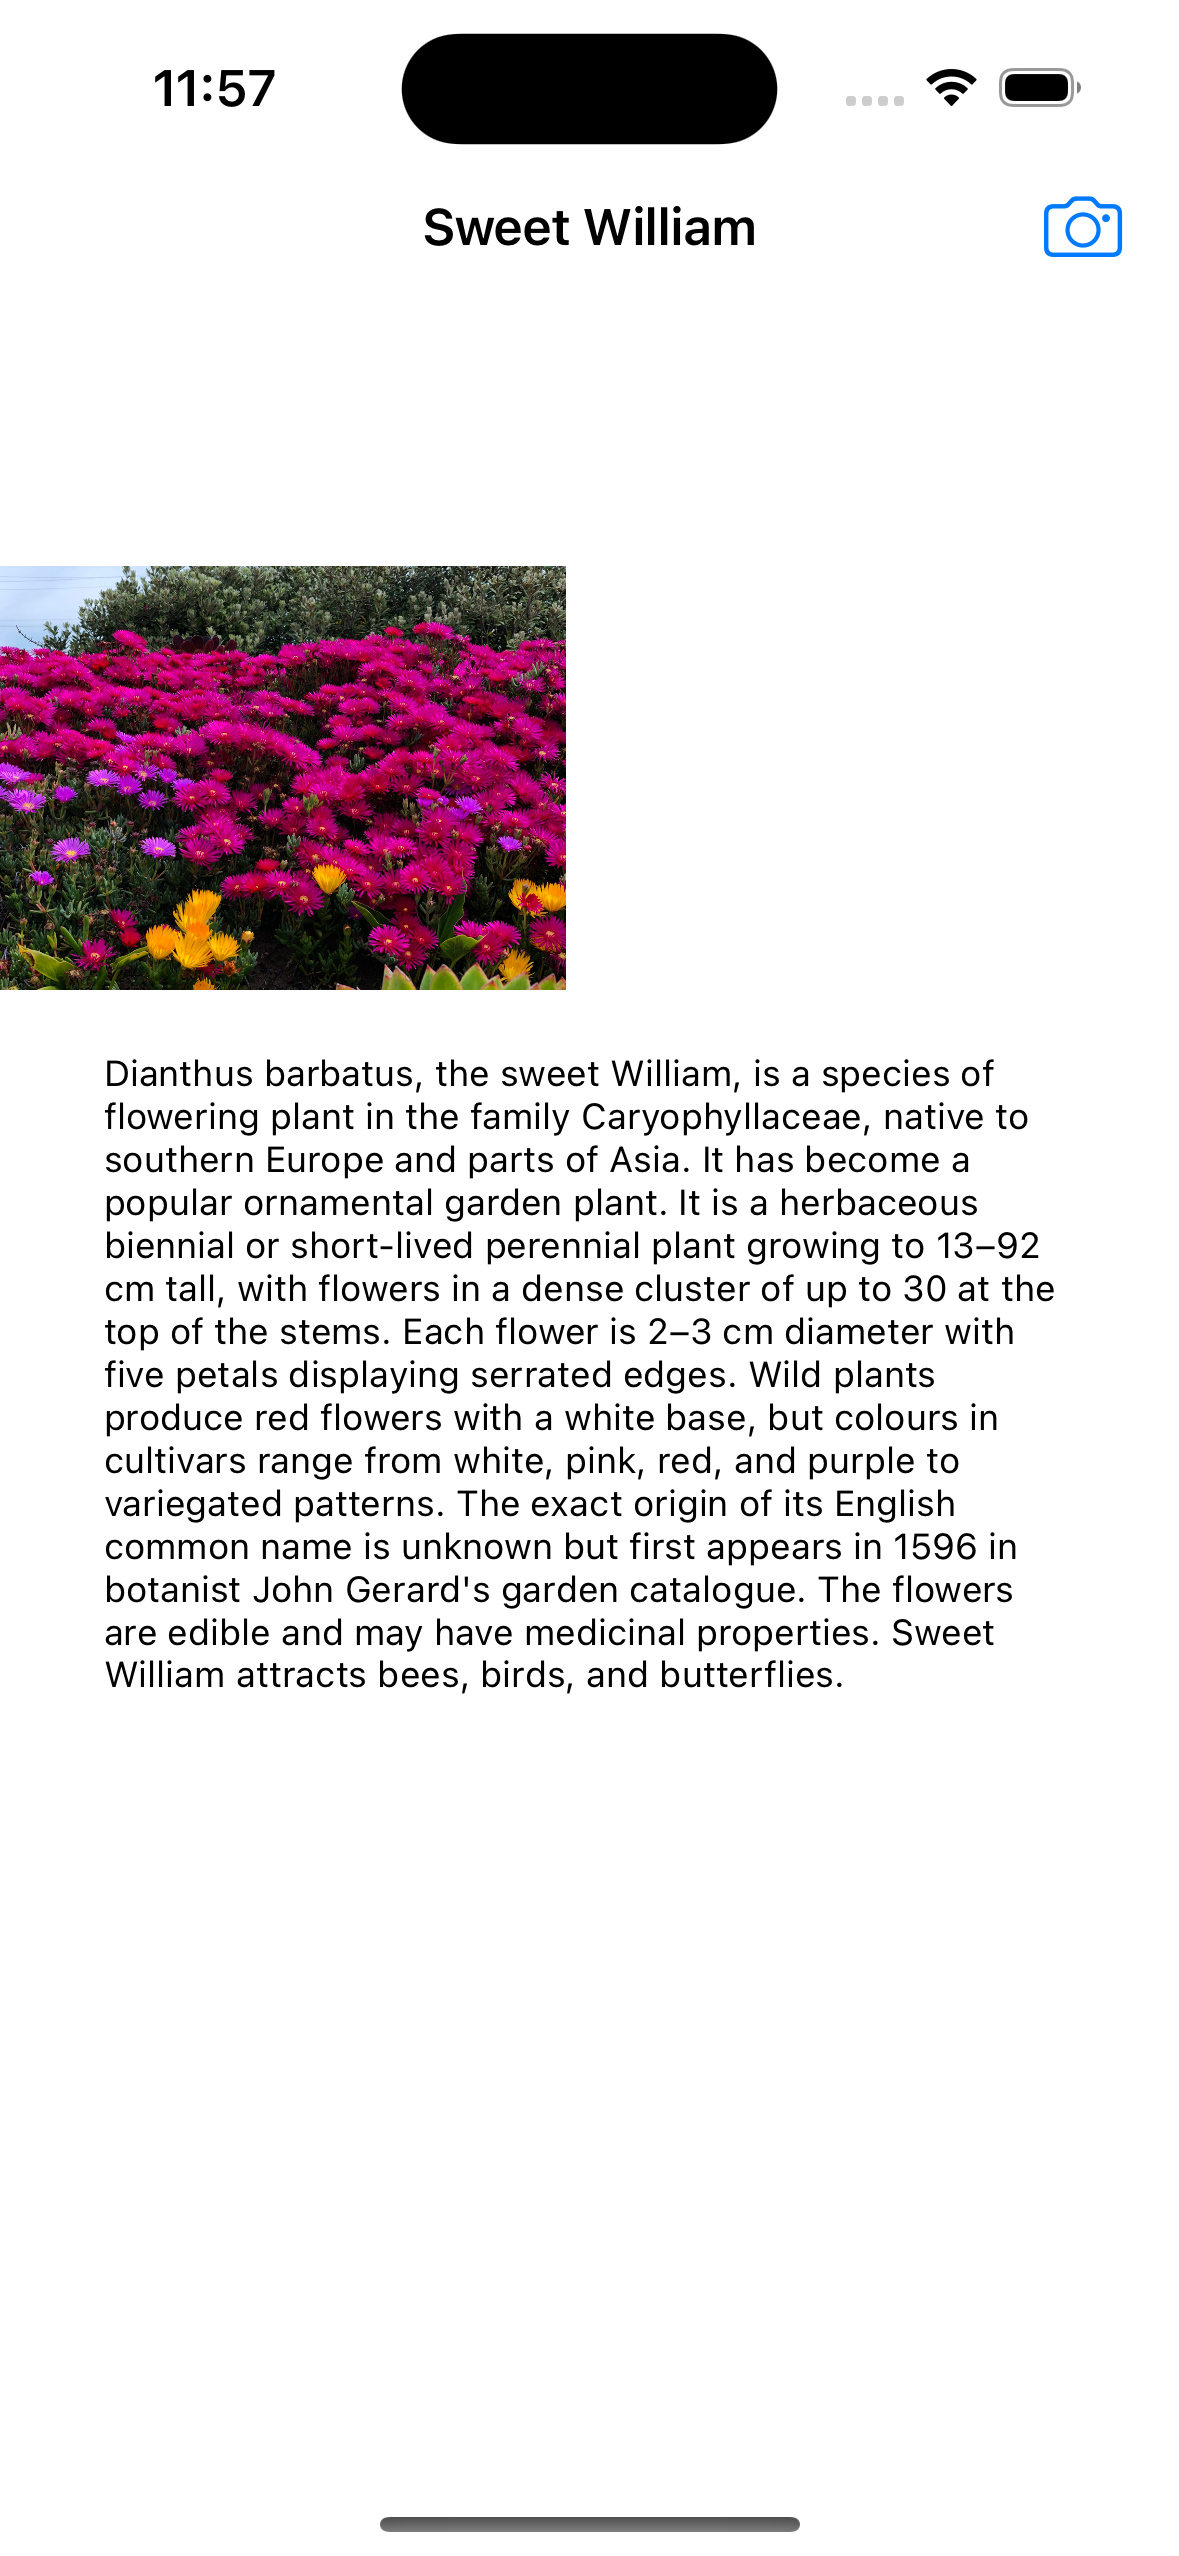 11:57
Sweet William
Dianthus barbatus, the sweet William, is a species of
flowering plant in the family Caryophyllaceae, native to
southern Europe and parts of Asia. It has become a
popular ornamental garden plant. It is a herbaceous
biennial or short-lived perennial plant growing to 13–92
cm tall, with flowers in a dense cluster of up to 30 at the
top of the stems. Each flower is 2–3 cm diameter with
five petals displaying serrated edges. Wild plants
produce red flowers with a white base, but colours in
cultivars range from white, pink, red, and purple to
variegated patterns. The exact origin of its English
common name is unknown but first appears in 1596 in
botanist John Gerard's garden catalogue. The flowers
are edible and may have medicinal properties. Sweet
William attracts bees, birds, and butterflies.